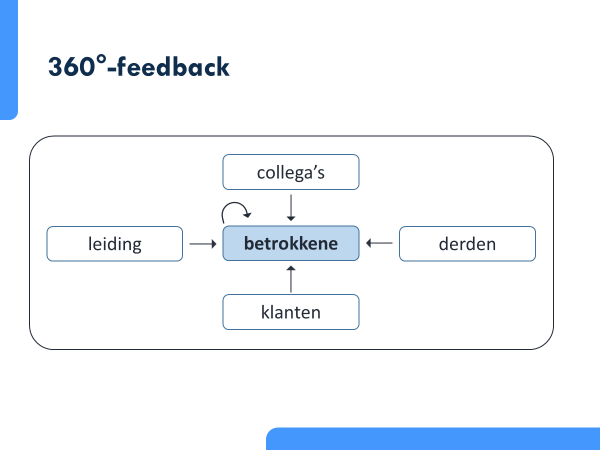 360°-feedback
collega's
leiding
betrokkene
derden
klanten